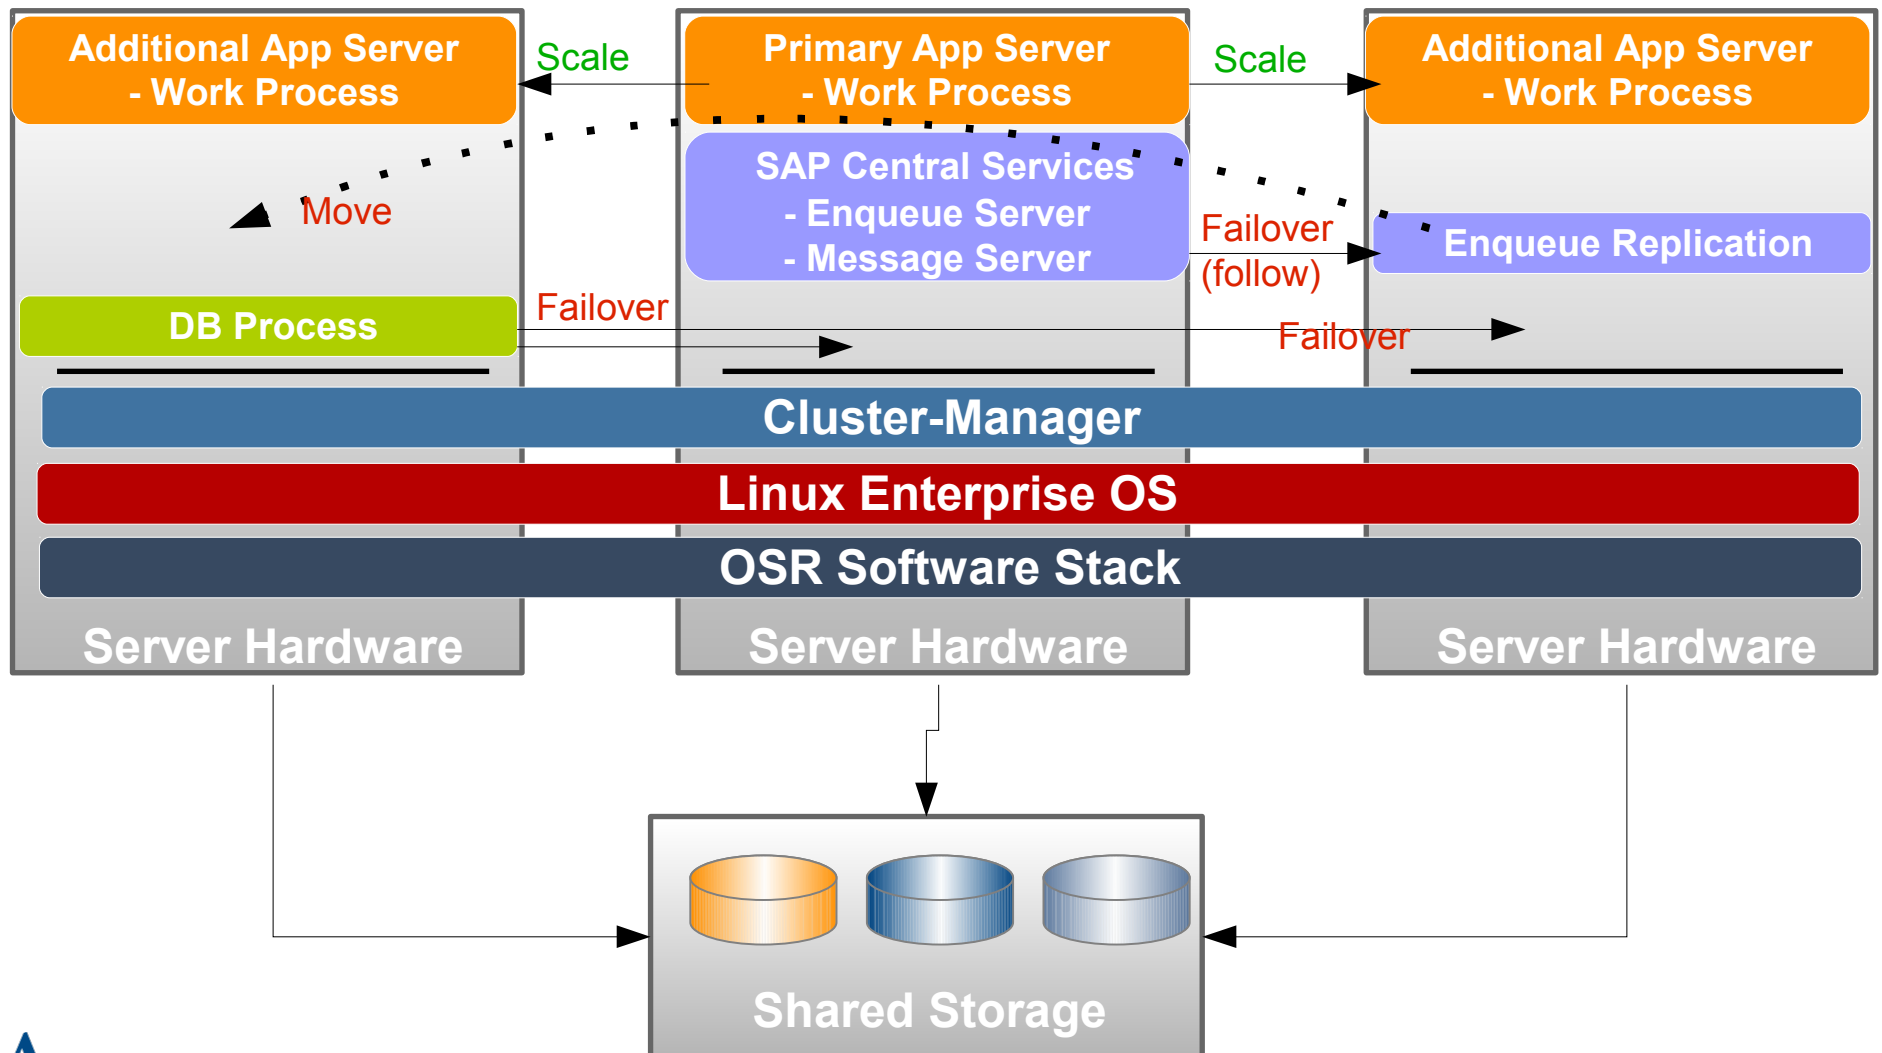 Additional App Server
- Work Process
Scale
Primary App Server
- Work Process
Scale
Additional App Server
- Work Process
SAP Central Services
- Enqueue Server
- Message Server
Move
Failover
(follow)
Enqueue Replication
DB Process
Failover
Failover
Cluster-Manager
Linux Enterprise OS
OSR Software Stack
Server Hardware
Server Hardware
Server Hardware
Shared Storage